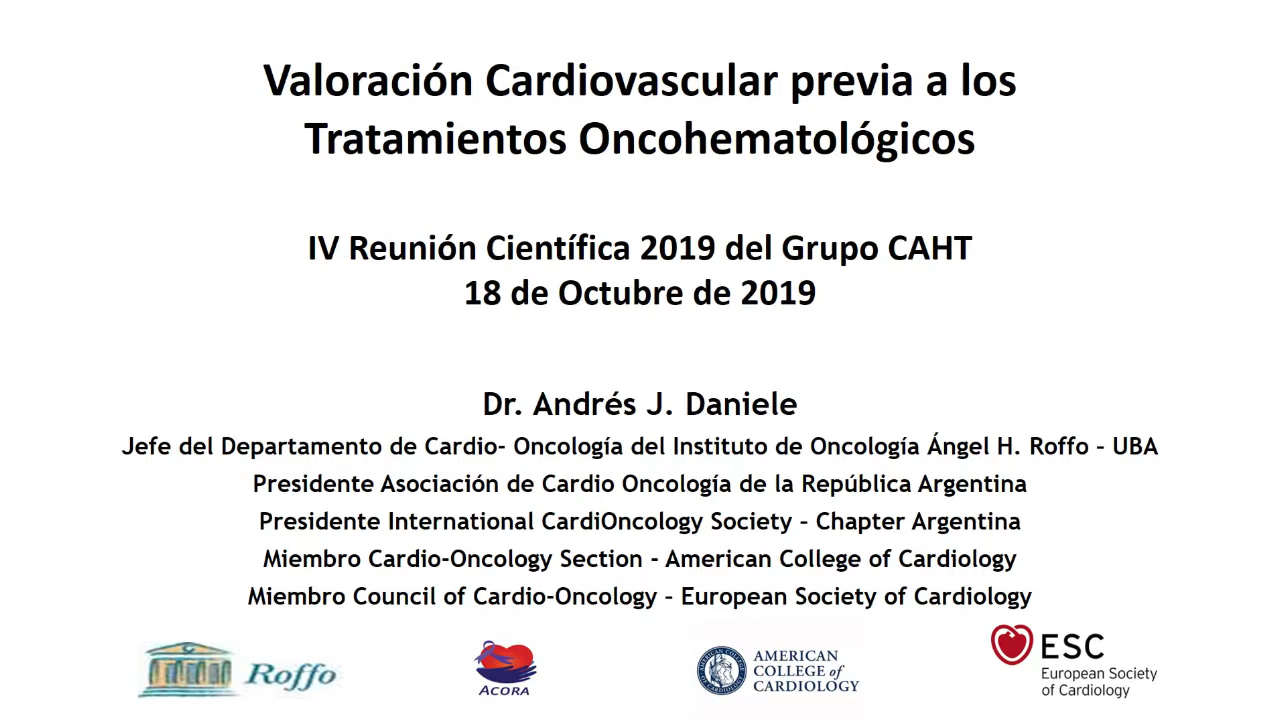 Valoración Cardiovascular previa a los
Tratamientos Oncohematológicos
IV Reunión Científica 2019 del Grupo CAHT
18 de Octubre de 2019
Dr. Andrés J. Daniele
Jefe del Departamento de Cardio- Oncología del Instituto de Oncología Ángel H. Roffo – UBA
Presidente Asociación de Cardio Oncología de la República Argentina
Presidente International CardiOncology Society – Chapter Argentina
Miembro Cardio-Oncology Section - American College of Cardiology
Miembro Council of Cardio-Oncology – European Society of Cardiology
Roffo
ACORA
AMERICAN
COLLEGE of
CARDIOLOGY
ESC
European Society
of Cardiology